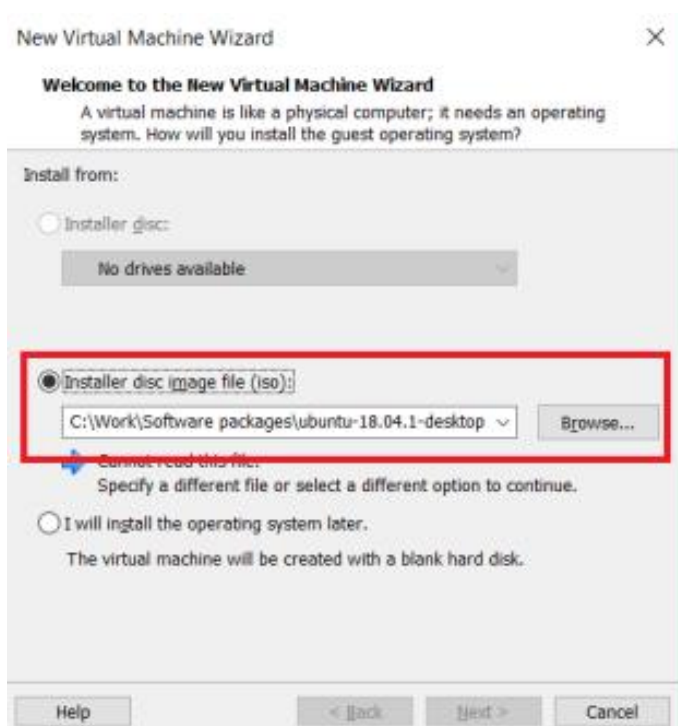 New Virtual Machine Wizard
Welcome to the New Virtual Machine Wizard
A virtual machine is like a physical computer; it needs an operating
system. How will you install the guest operating system?
Install from:
Installer disc:
No drives available
Installer disc image file (iso):
C:\Work\Software packages\ubuntu-18.04.1-desktop
Browse...
Cannot read this file.
Specify a different file or select a different option to continue.
I will install the operating system later.
The virtual machine will be created with a blank hard disk.
Help
< Back
Next >
Cancel